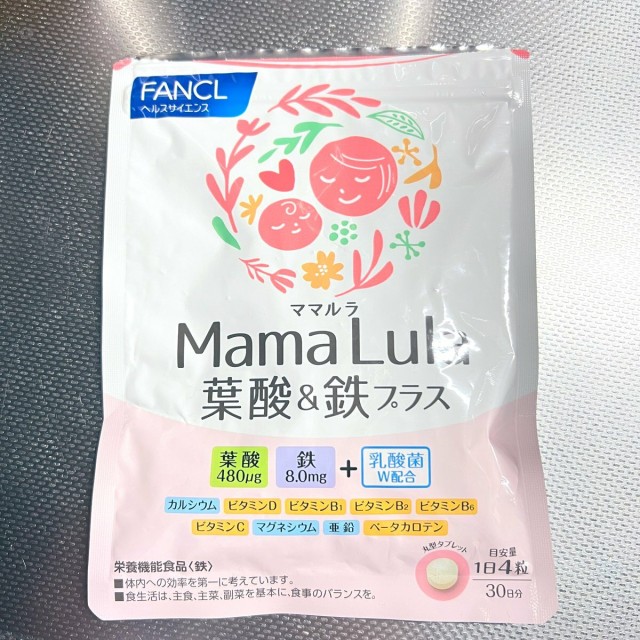 FANCL
ヘルスサイエンス
ママルラ
Mama Lula
葉酸&鉄プラス
葉酸
480μg
鉄
8.0mg
+
乳酸菌
W配合
カルシウム ビタミンD ビタミンB1 ビタミンB2 ビタミンB6
ビタミンC マグネシウム 亜鉛 ベータカロテン
栄養機能食品〈鉄〉
■体内への効率を第一に考えています。
■食生活は、主食、主菜、副菜を基本に、食事のバランスを。
丸型タブレット
目安量
1日4粒
30日分